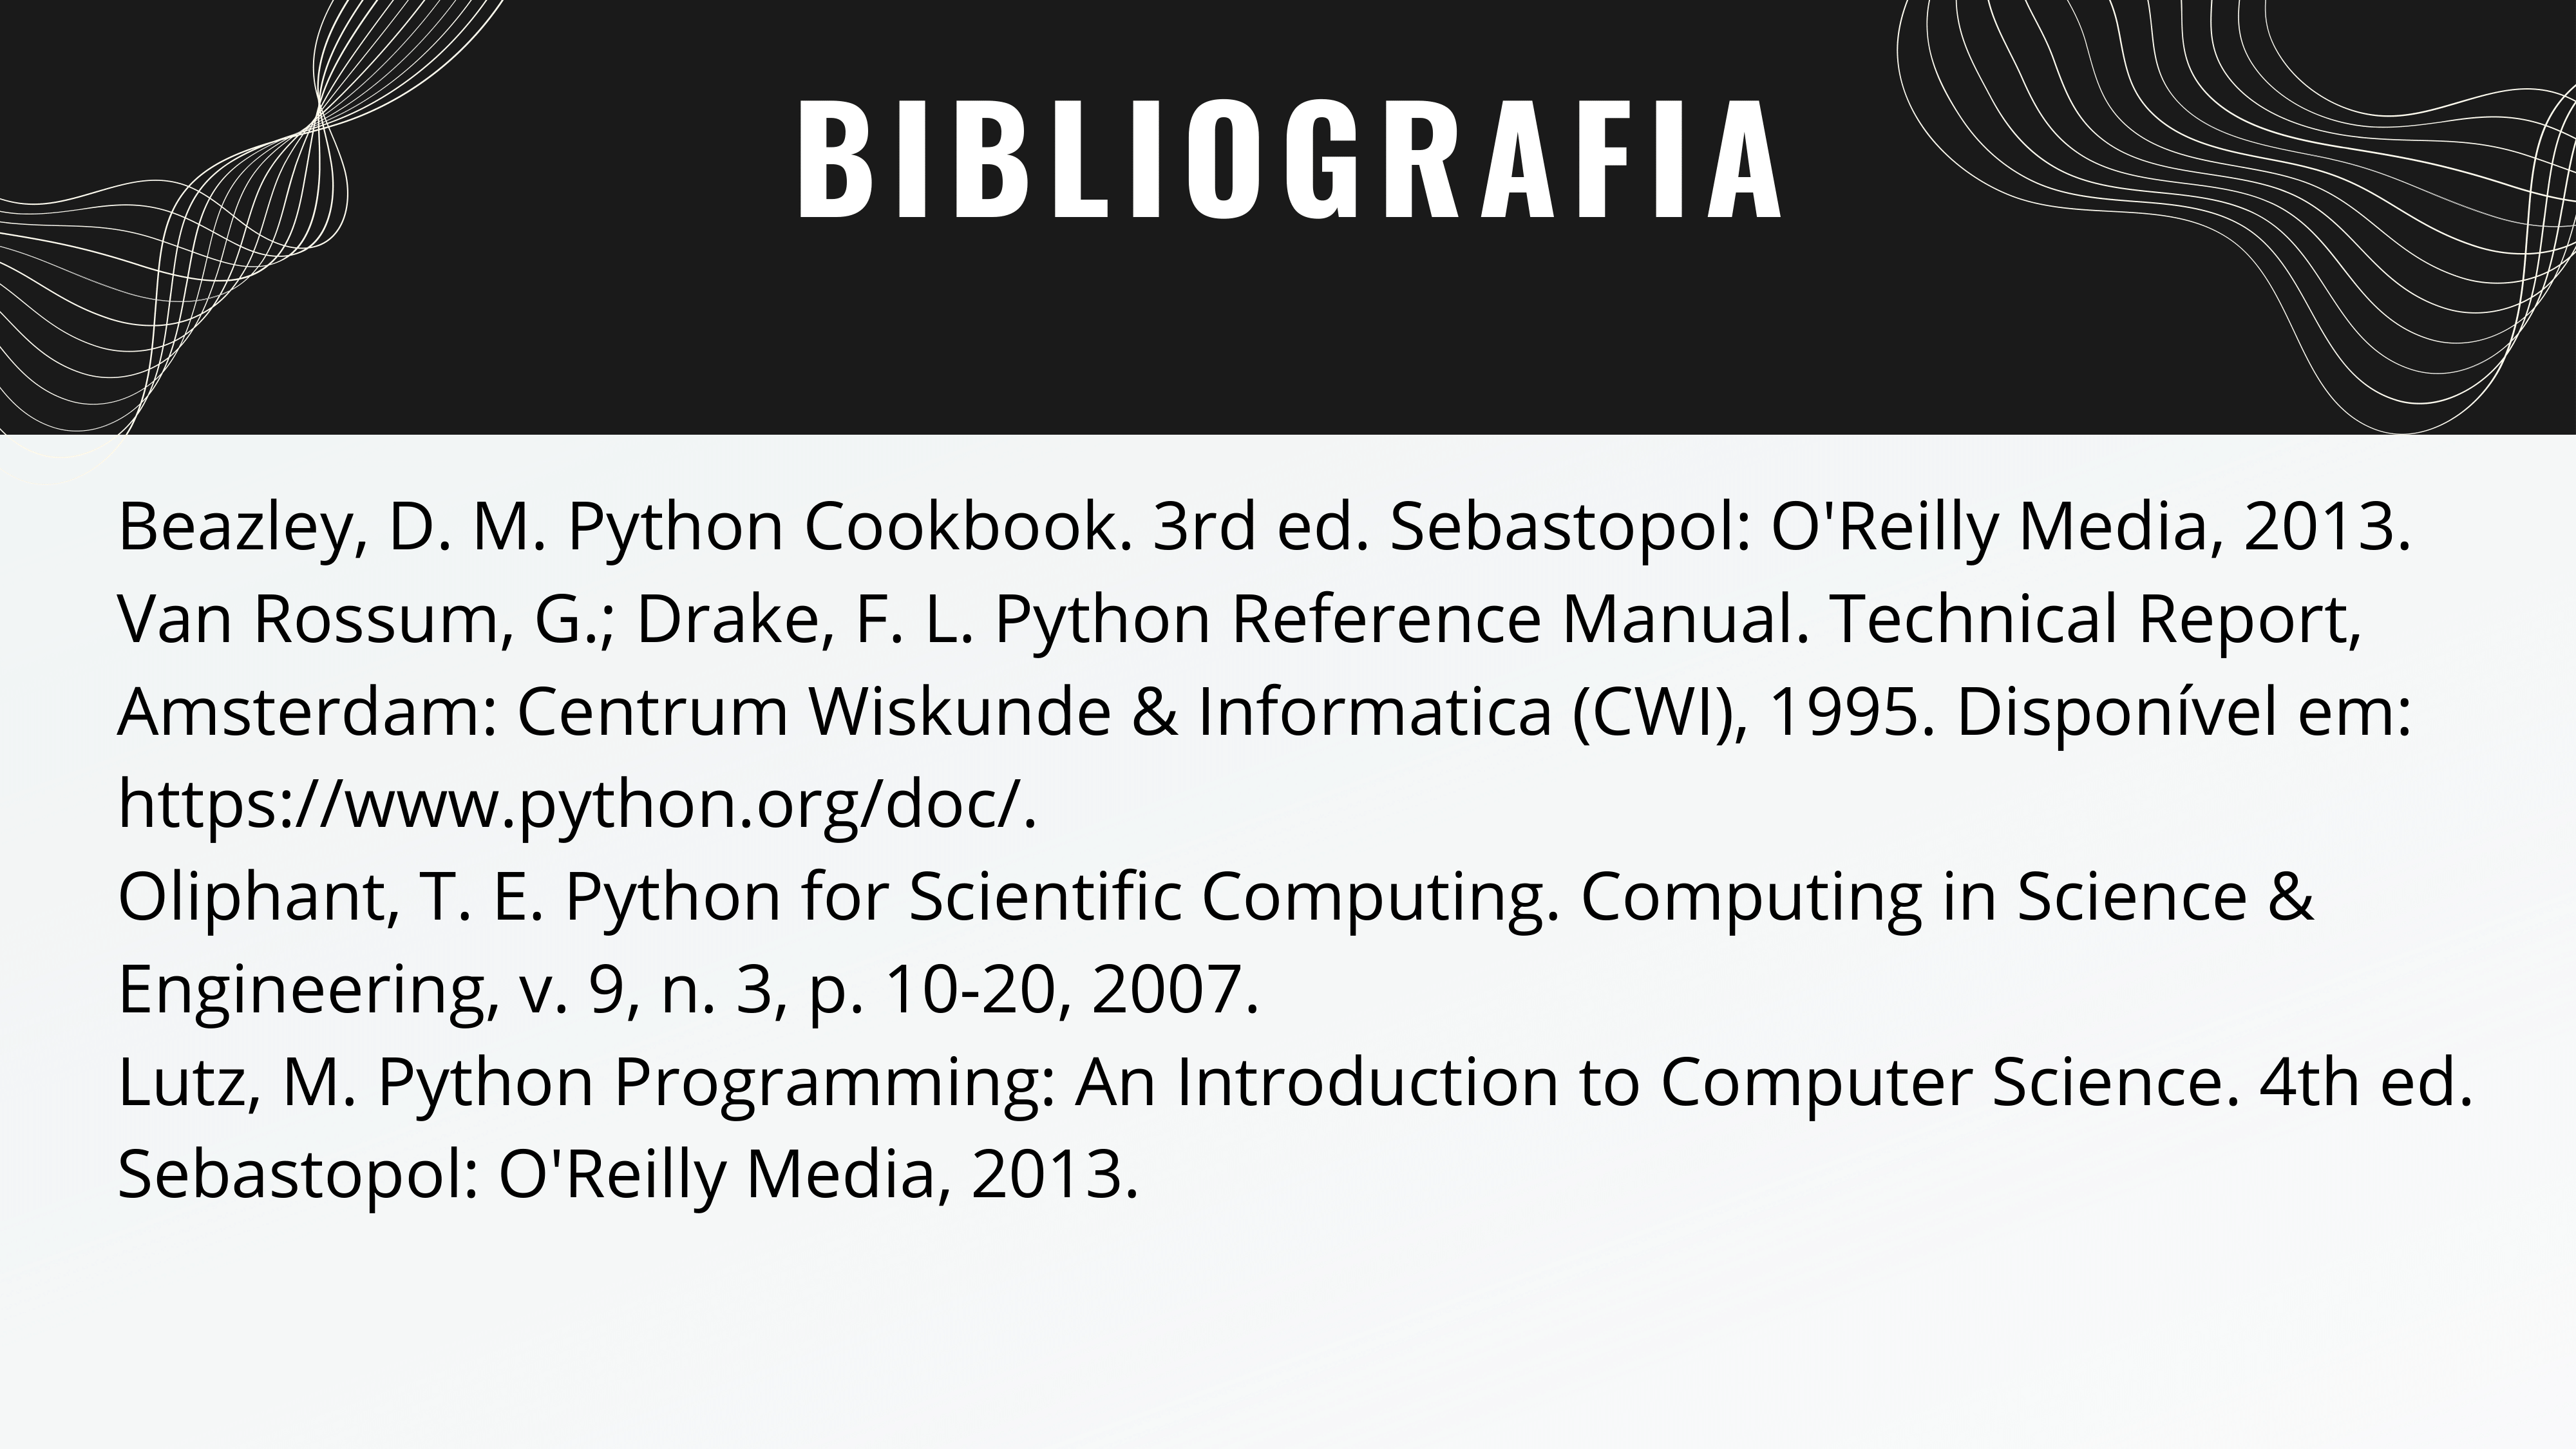 BIBLIOGRAFIA
Beazley, D. M. Python Cookbook. 3rd ed. Sebastopol: O'Reilly Media, 2013.
Van Rossum, G.; Drake, F. L. Python Reference Manual. Technical Report,
Amsterdam: Centrum Wiskunde & Informatica (CWI), 1995. Disponível em:
https://www.python.org/doc/.
Oliphant, T. E. Python for Scientific Computing. Computing in Science &
Engineering, v. 9, n. 3, p. 10-20, 2007.
Lutz, M. Python Programming: An Introduction to Computer Science. 4th ed.
Sebastopol: O'Reilly Media, 2013.